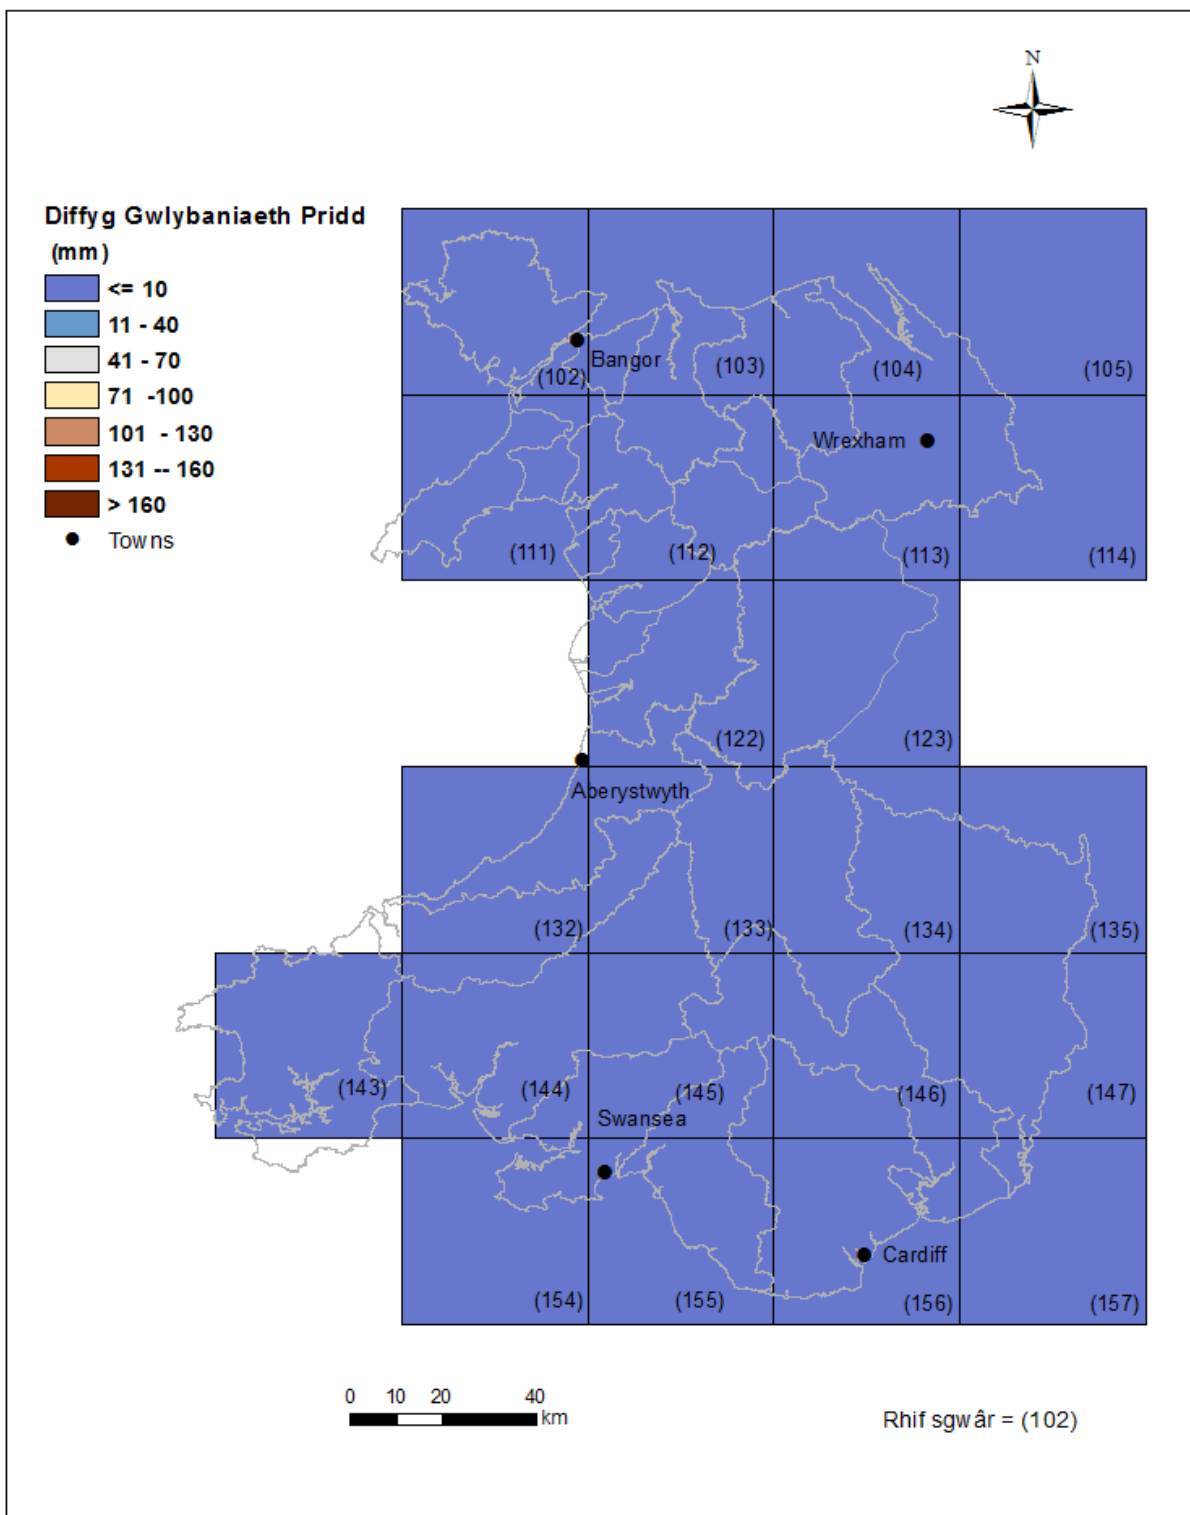 N
Diffyg Gwlybaniaeth Pridd
(mm)
<= 10
11 - 40
41 - 70
71 -100
101 - 130
131 -- 160
> 160
Towns
Bangor
(102)
(103)
(104)
(105)
Wrexham
(111)
(112)
(113)
(114)
(122)
(123)
Aberystwyth
(132)
(133)
(134)
(135)
(143)
(144)
(145)
(146)
(147)
Swansea
Cardiff
(154)
(155)
(156)
(157)
0 10 20 40
km
Rhif sgwâr = (102)